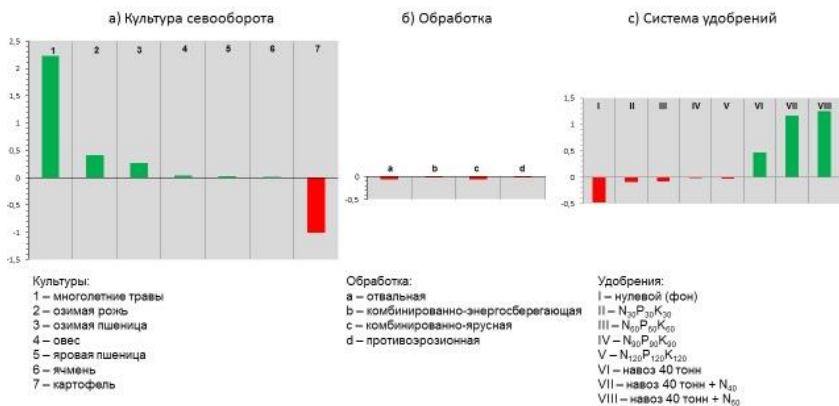 а) Культура севооборота
б) Обработка
с) Система удобрений
2,5
2
1,5
1
0,5
0
-0,5
-1
-1,5
1 2 3 4 5 6 7
0
-0,5
a b c d
1,5
1
0,5
0
-0,5
I II III IV V VI VII VIII
Культуры:
1 – многолетние травы
2 – озимая рожь
3 – озимая пшеница
4 – овес
5 – яровая пшеница
6 – ячмень
7 – картофель
Обработка:
a – отвальная
b – комбинированно-энергосберегающая
c – комбинированно-ярусная
d – противоэрозионная
Удобрения:
I – нулевой (фон)
II – N30P30K30
III – N60P60K60
IV – N90P90K90
V – N120P120K120
VI – навоз 40 тонн
VII – навоз 40 тонн + N40
VIII – навоз 40 тонн + N60